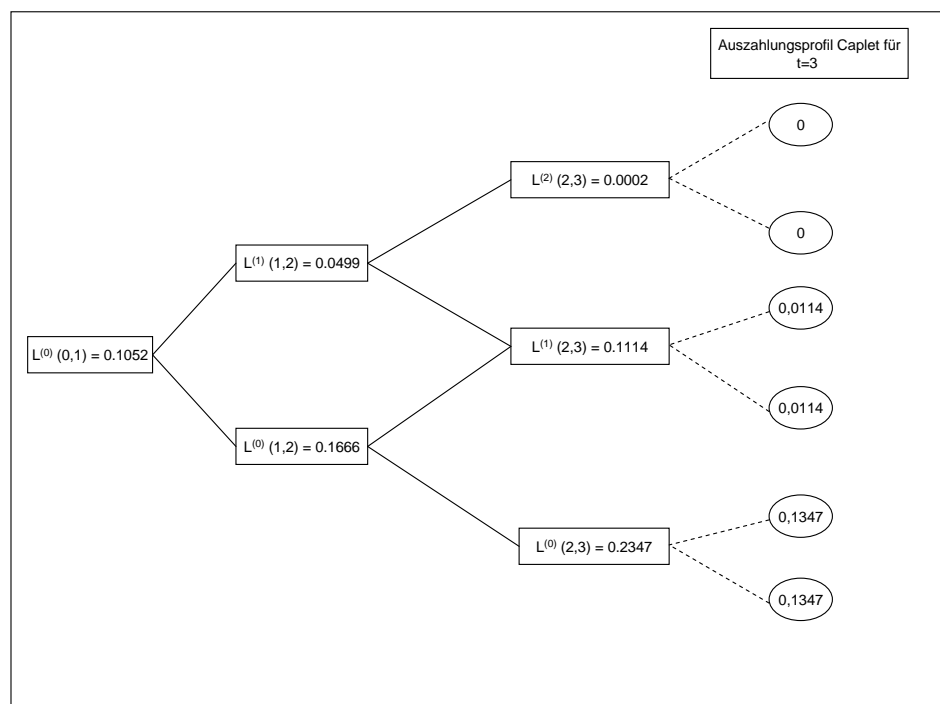 Auszahlungsprofil Caplet für
t=3
0
L⁽²⁾ (2,3) = 0.0002
0
L⁽¹⁾ (1,2) = 0.0499
0,0114
L⁽⁰⁾ (0,1) = 0.1052
L⁽¹⁾ (2,3) = 0.1114
0,0114
L⁽⁰⁾ (1,2) = 0.1666
0,1347
L⁽⁰⁾ (2,3) = 0.2347
0,1347